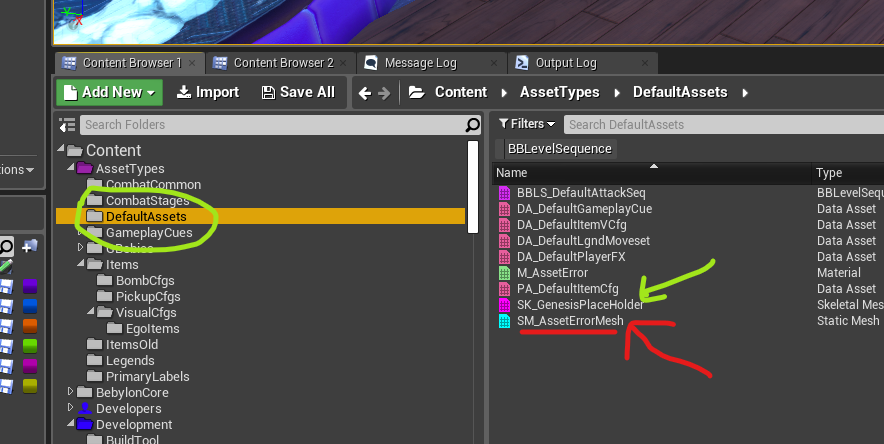 Y
X
Content Browser 1
Content Browser 2
Message Log
Output Log
Add New
Import
Save All
Content
AssetTypes
DefaultAssets
Search Folders
Filters
Search DefaultAssets
BBLevelSequence
Name
Type
Content
AssetTypes
CombatCommon
CombatStages
DefaultAssets
GameplayCues
Items
BombCfgs
PickupCfgs
VisualCfgs
EgoItems
ItemsOld
Legends
PrimaryLabels
BebylonCore
Developers
Development
BuildTool
BBLS_DefaultAttackSeq BBLevelSequ
DA_DefaultGameplayCue Data Asset
DA_DefaultItemVCfg Data Asset
DA_DefaultLgndMoveset Data Asset
DA_DefaultPlayerFX Data Asset
M_AssetError Material
PA_DefaultItemCfg Data Asset
SK_GenesisPlaceHolder Skeletal Mes
SM_AssetErrorMesh Static Mesh
ions